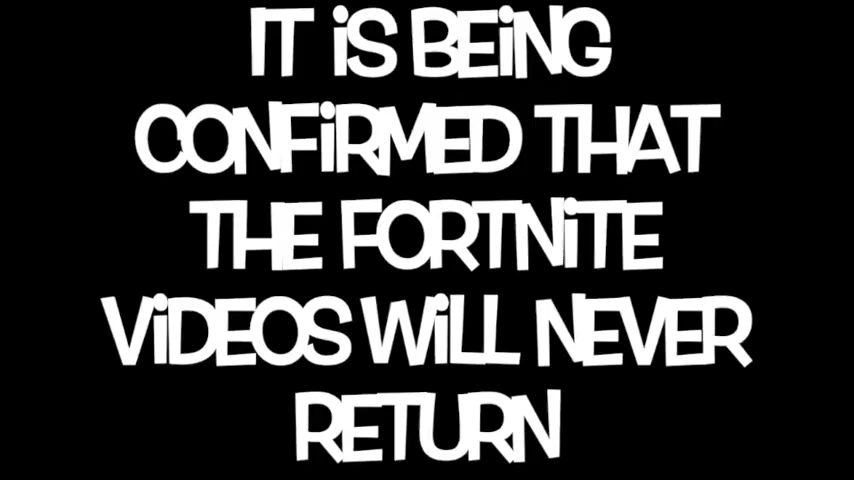 IT iS BEiNG
CONFiRMED THAT
THE FORTNiTE
ViDEOS WiLL NEVER
RETURN